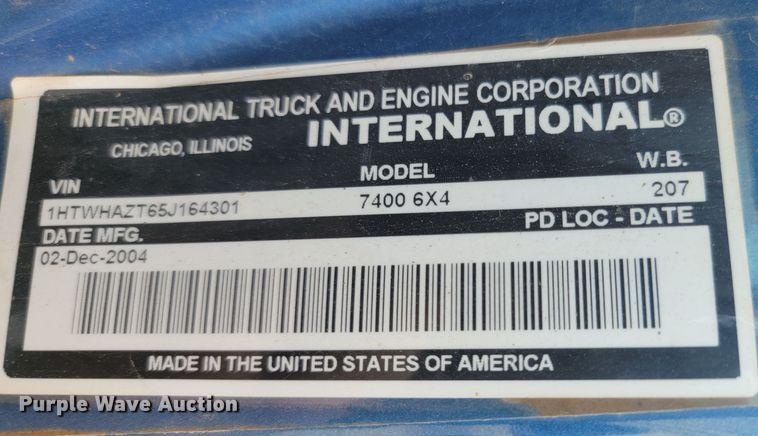 INTERNATIONAL TRUCK AND ENGINE CORPORATION
CHICAGO, ILLINOIS INTERNATIONAL®
VIN MODEL W.B.
1HTWHAZT65J164301 7400 6X4 207
DATE MFG. PD LOC - DATE
02-Dec-2004
MADE IN THE UNITED STATES OF AMERICA
Purple Wave Auction